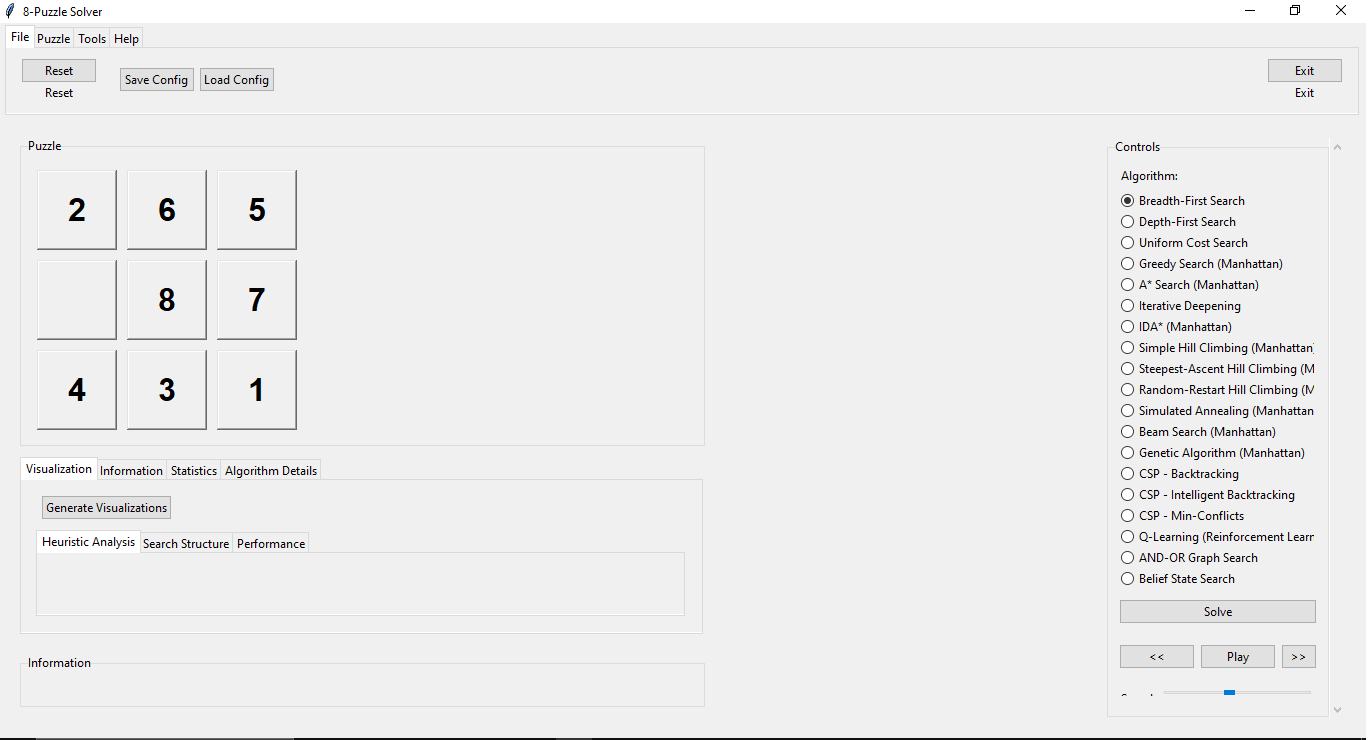 8-Puzzle Solver
File Puzzle Tools Help
Reset Save Config Load Config Exit
Reset Exit
Puzzle
2 6 5
8 7
4 3 1
Visualization Information Statistics Algorithm Details
Generate Visualizations
Heuristic Analysis Search Structure Performance
Information
Controls
Algorithm:
Breadth-First Search
Depth-First Search
Uniform Cost Search
Greedy Search (Manhattan)
A* Search (Manhattan)
Iterative Deepening
IDA* (Manhattan)
Simple Hill Climbing (Manhattan)
Steepest-Ascent Hill Climbing (M
Random-Restart Hill Climbing (M
Simulated Annealing (Manhattan
Beam Search (Manhattan)
Genetic Algorithm (Manhattan)
CSP - Backtracking
CSP - Intelligent Backtracking
CSP - Min-Conflicts
Q-Learning (Reinforcement Learn
AND-OR Graph Search
Belief State Search
Solve
<< Play >>